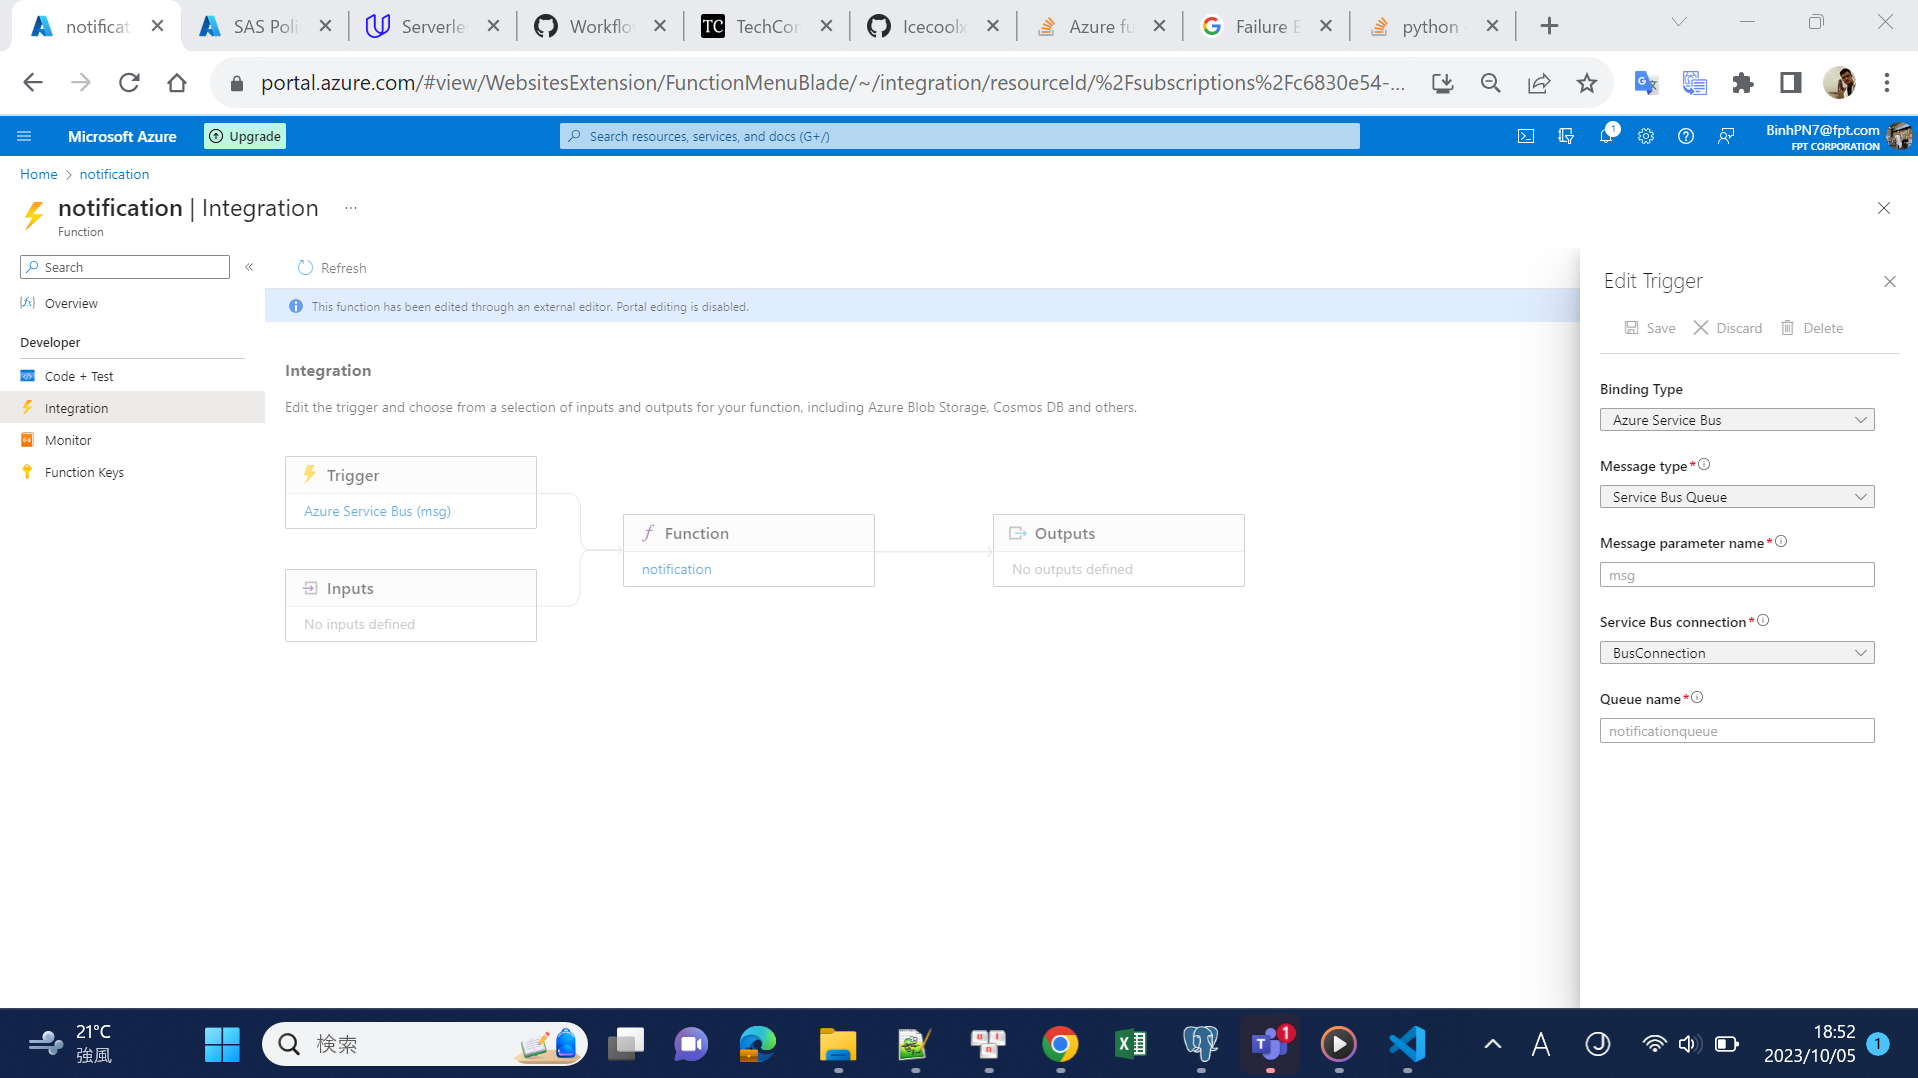 notificat
SAS Poli
Serverles
Workflo
TechCon
Icecoolx
Azure fu
Failure E
python -
portal.azure.com/#view/WebsitesExtension/FunctionMenuBlade/~/integration/resourceId/%2Fsubscriptions%2Fc6830e54-...
Microsoft Azure
Upgrade
Search resources, services, and docs (G+/)
1
BinhPN7@fpt.com
FPT CORPORATION
Home > notification
notification | Integration ...
Function
Search
«
Overview
Developer
Code + Test
Integration
Monitor
Function Keys
Refresh
This function has been edited through an external editor. Portal editing is disabled.
Integration
Edit the trigger and choose from a selection of inputs and outputs for your function, including Azure Blob Storage, Cosmos DB and others.
Trigger
Azure Service Bus (msg)
Inputs
No inputs defined
Function
notification
Outputs
No outputs defined
Edit Trigger
Save
Discard
Delete
Binding Type
Azure Service Bus
Message type*
Service Bus Queue
Message parameter name*
msg
Service Bus connection*
BusConnection
Queue name*
notificationqueue
21°C
強風
検索
1
A
J
18:52
2023/10/05
1